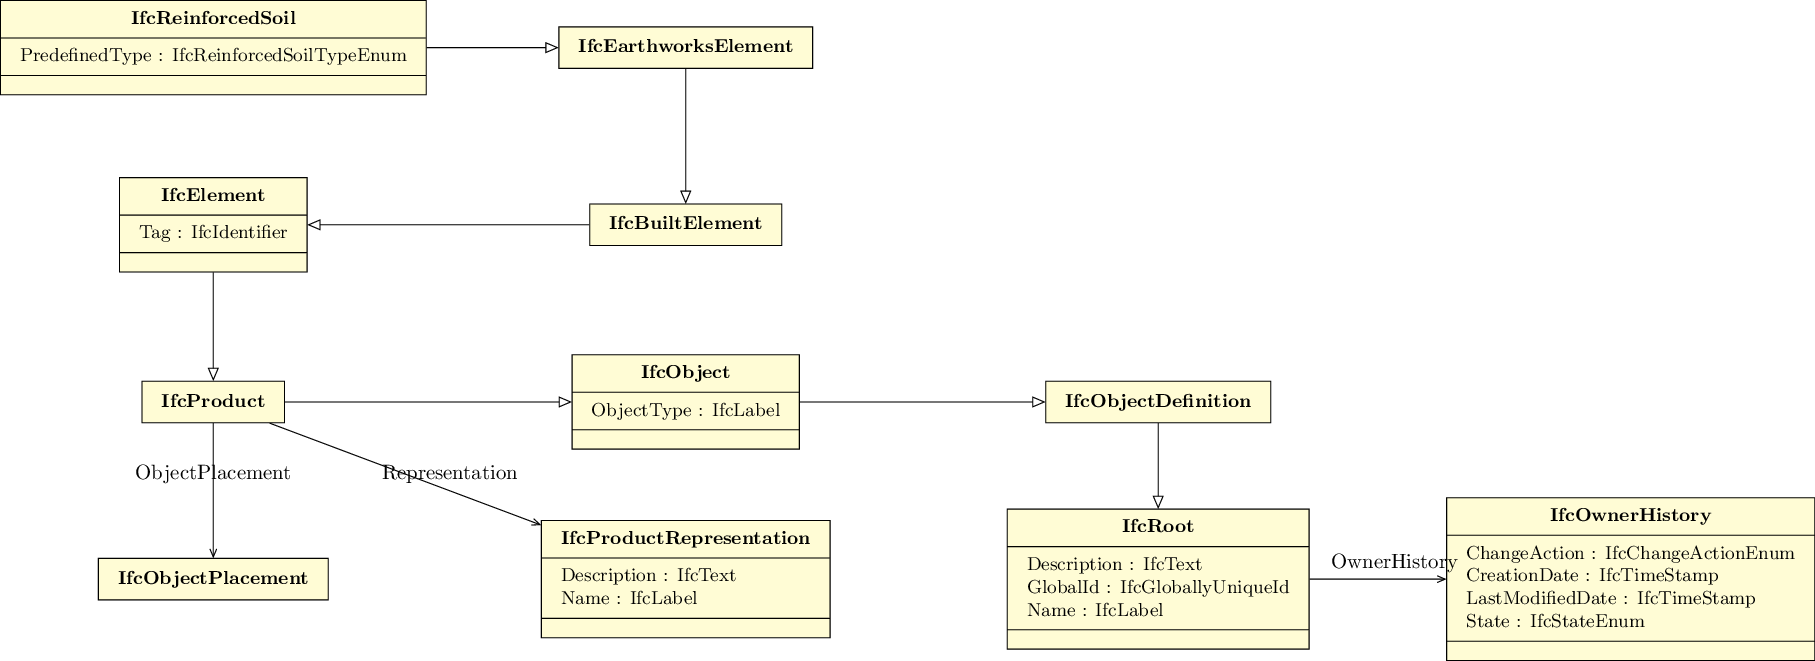 IfcReinforcedSoil
PredefinedType : IfcReinforcedSoilTypeEnum
IfcEarthworksElement
IfcElement
Tag : IfcIdentifier
IfcBuiltElement
IfcProduct
IfcObject
ObjectType : IfcLabel
IfcObjectDefinition
ObjectPlacement
Representation
IfcObjectPlacement
IfcProductRepresentation
Description : IfcText
Name : IfcLabel
IfcRoot
Description : IfcText
GlobalId : IfcGloballyUniqueId
Name : IfcLabel
OwnerHistory
IfcOwnerHistory
ChangeAction : IfcChangeActionEnum
CreationDate : IfcTimeStamp
LastModifiedDate : IfcTimeStamp
State : IfcStateEnum